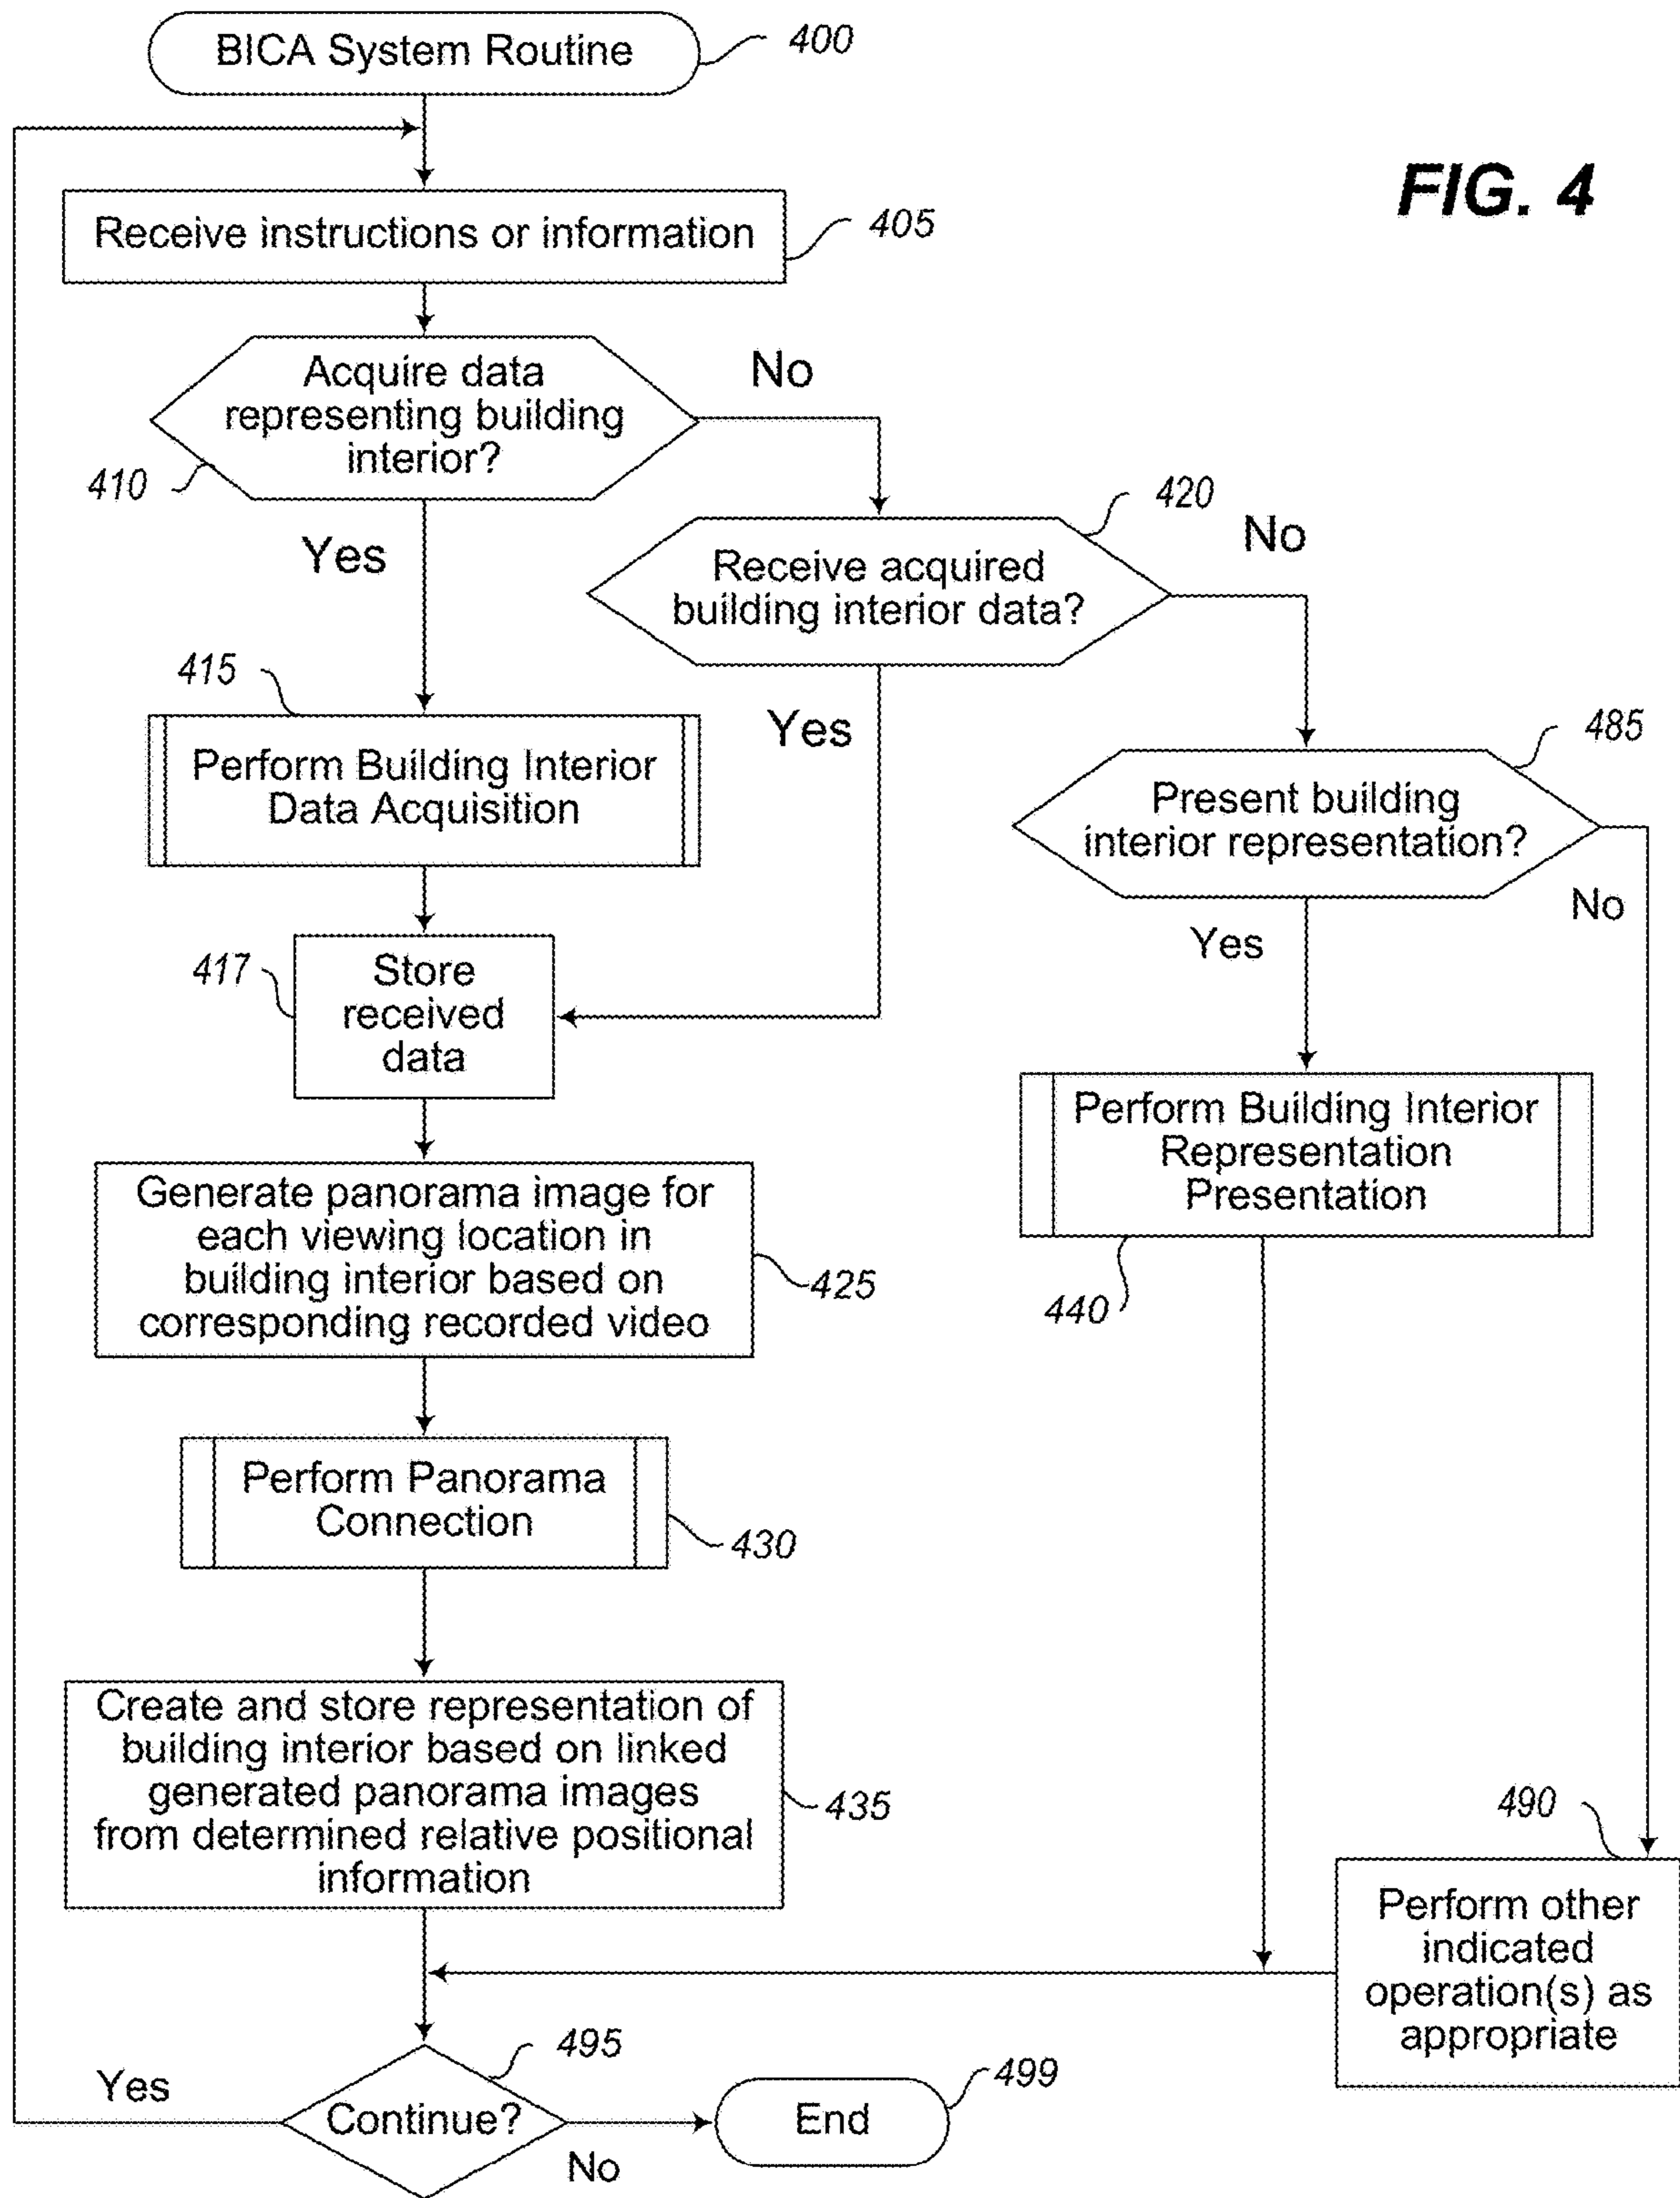 BICA System Routine
400
FIG. 4
Receive instructions or information
405
Acquire data
representing building
interior?
410
No
Yes
420
Receive acquired
building interior data?
No
Yes
415
Perform Building Interior
Data Acquisition
485
Present building
interior representation?
No
Yes
417
Store
received
data
Perform Building Interior
Representation
Presentation
440
Generate panorama image for
each viewing location in
building interior based on
corresponding recorded video
425
Perform Panorama
Connection
430
Create and store representation of
building interior based on linked
generated panorama images
from determined relative positional
information
435
490
Perform other
indicated
operation(s) as
appropriate
495
Continue?
Yes
No
End
499